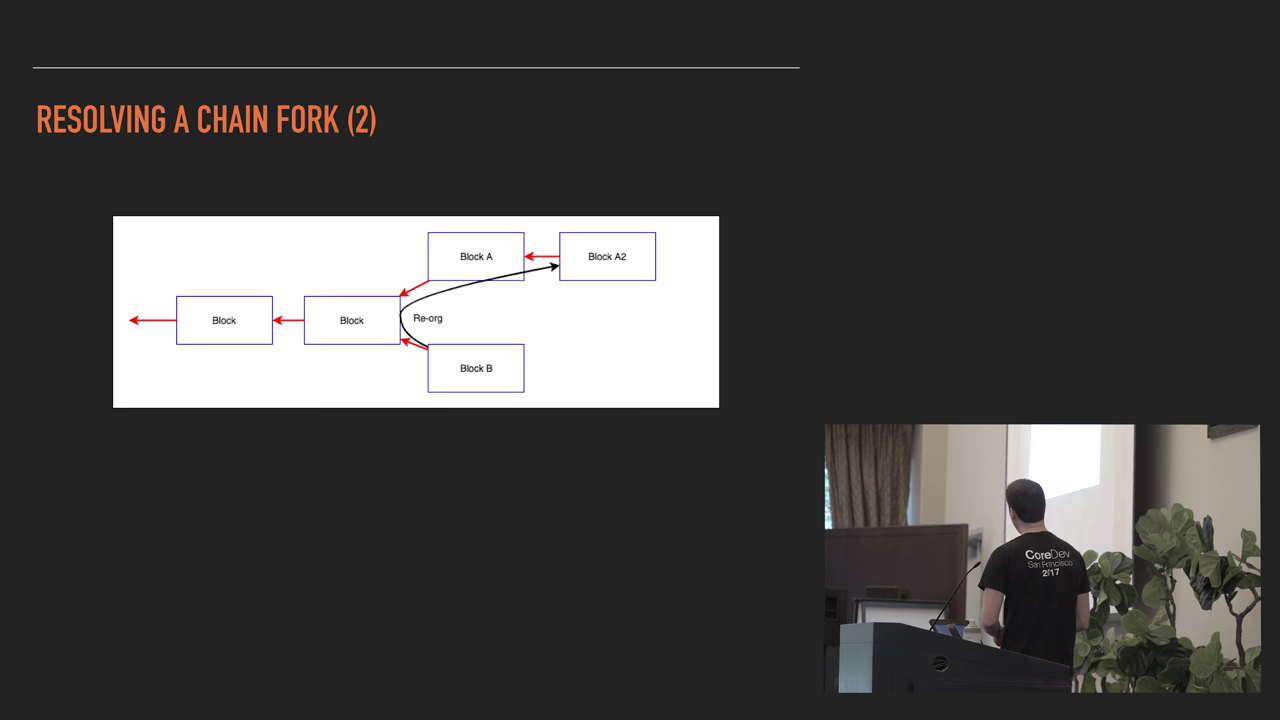 RESOLVING A CHAIN FORK (2)
Block A
Block A2
Block
Block
Re-org
Block B
CoreDev
San Francisco
2017